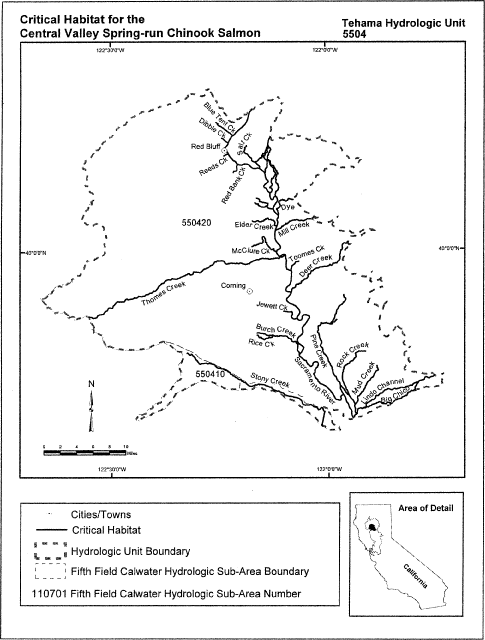 Critical Habitat for the
Central Valley Spring-run Chinook Salmon
Tehama Hydrologic Unit
5504
122°30'0"W
122°0'0"W
Blue Tent Ck
Dibble Ck
Salt Ck
Red Bluff
Reeds Ck
Red Bank Ck
Dye
550420
Elder Creek
Mill Creek
McClure Ck
Toomes Ck
40°0'0"N
40°0'0"N
Deer Creek
Thomes Creek
Corning
Jewett Ck
Burch Creek
Pine Creek
Rice Ck
Rock Creek
Sacramento River
Mud Creek
550410
Stony Creek
Lindo Channel
Big Chico
N
0 2 4 6 8 10
Miles
122°30'0"W
122°0'0"W
Cities/Towns
Critical Habitat
Hydrologic Unit Boundary
Fifth Field Calwater Hydrologic Sub-Area Boundary
110701 Fifth Field Calwater Hydrologic Sub-Area Number
Area of Detail
California